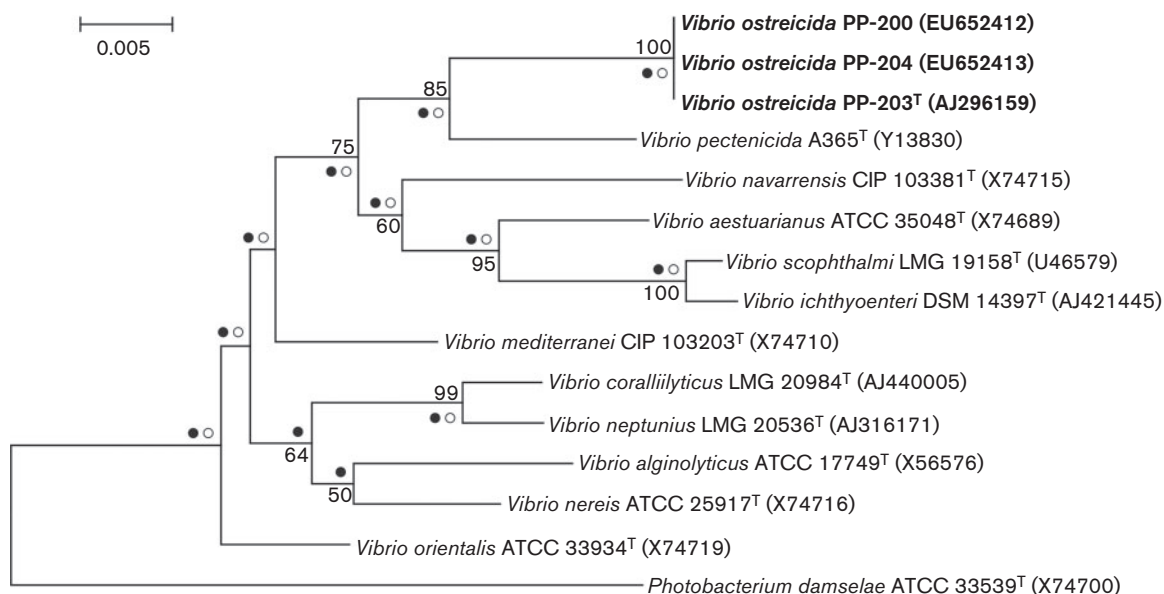 Vibrio ostreicida PP-200 (EU652412)
0.005
100
Vibrio ostreicida PP-204 (EU652413)
85
Vibrio ostreicida PP-203ᵀ (AJ296159)
Vibrio pectenicida A365ᵀ (Y13830)
75
Vibrio navarrensis CIP 103381ᵀ (X74715)
60
Vibrio aestuarianus ATCC 35048ᵀ (X74689)
95
Vibrio scophthalmi LMG 19158ᵀ (U46579)
100
Vibrio ichthyoenteri DSM 14397ᵀ (AJ421445)
Vibrio mediterranei CIP 103203ᵀ (X74710)
Vibrio coralliilyticus LMG 20984ᵀ (AJ440005)
99
Vibrio neptunius LMG 20536ᵀ (AJ316171)
64
Vibrio alginolyticus ATCC 17749ᵀ (X56576)
50
Vibrio nereis ATCC 25917ᵀ (X74716)
Vibrio orientalis ATCC 33934ᵀ (X74719)
Photobacterium damselae ATCC 33539ᵀ (X74700)